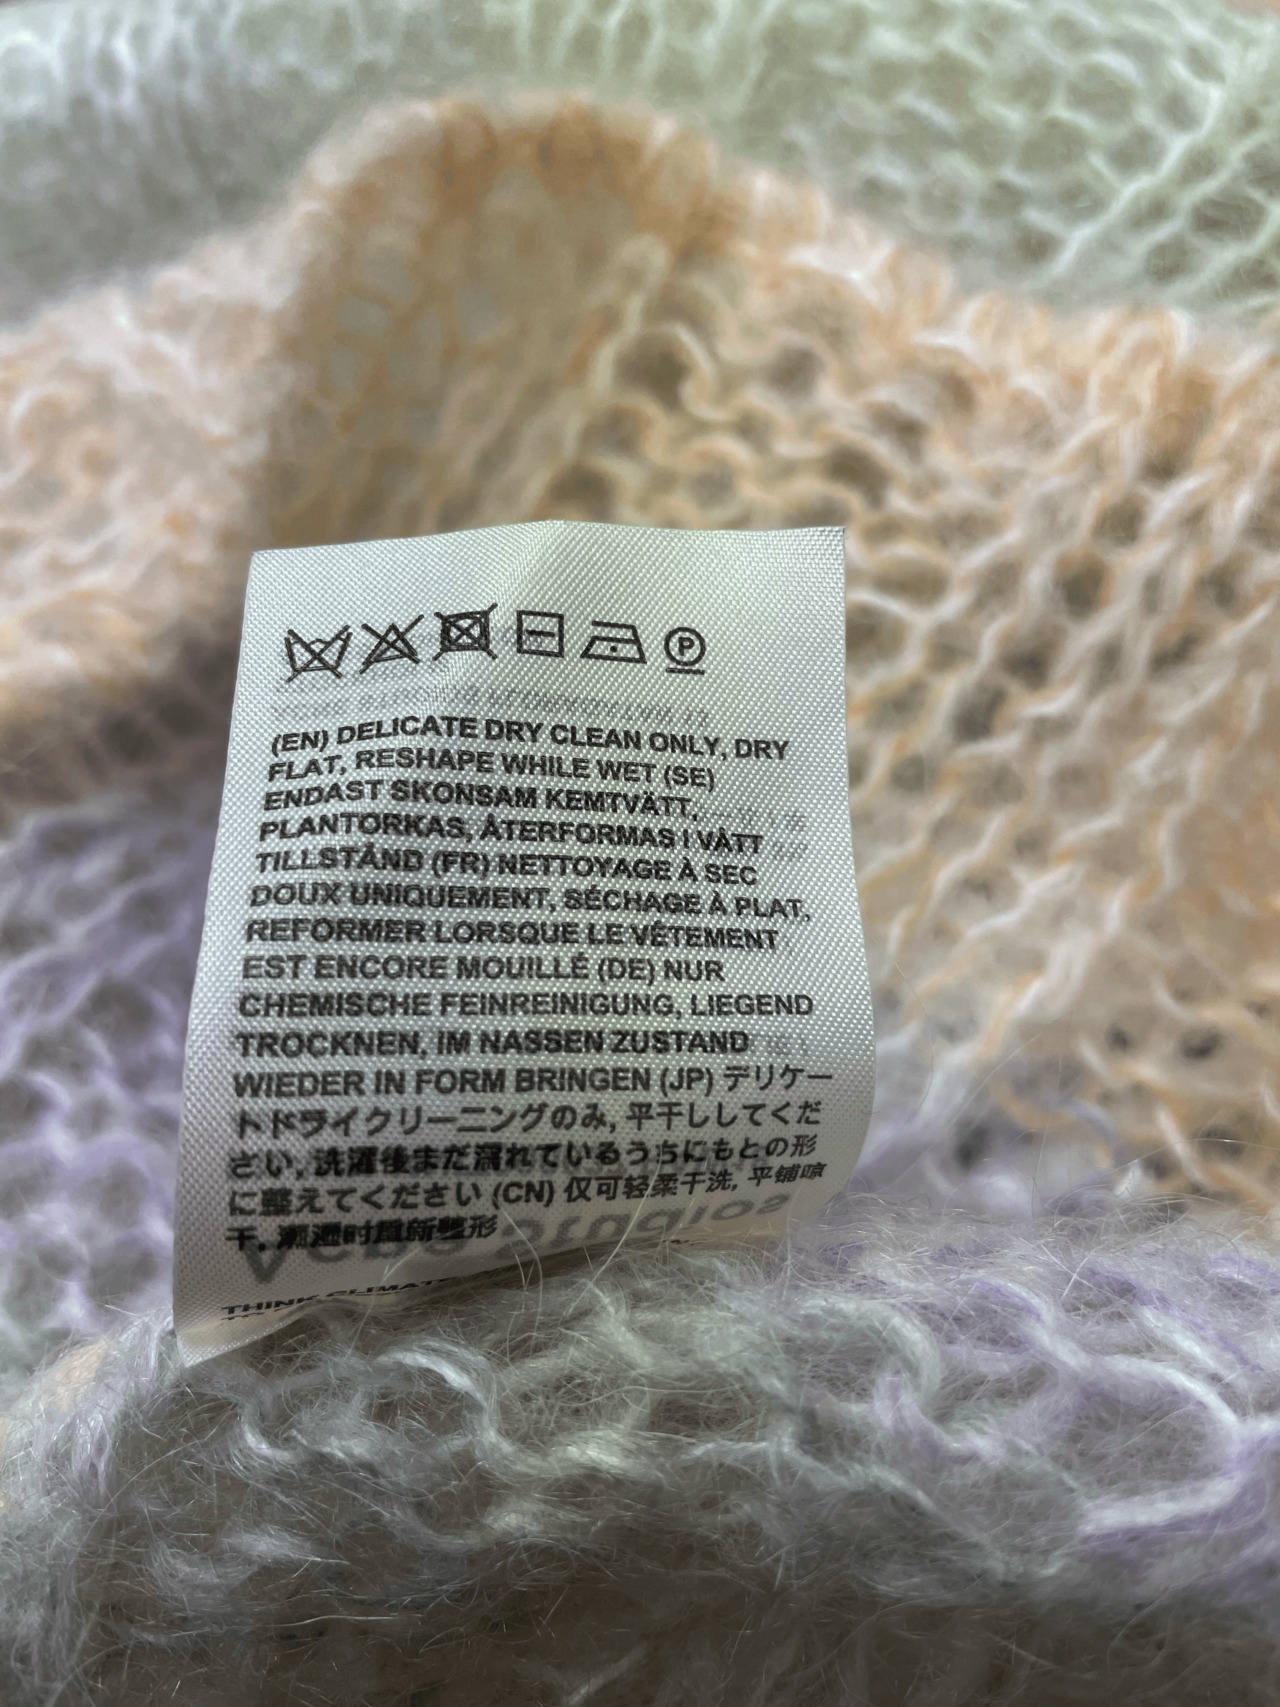 P
(EN) DELICATE DRY CLEAN ONLY, DRY
FLAT, RESHAPE WHILE WET (SE)
ENDAST SKONSAM KEMTVÄTT,
PLANTORKAS, ÅTERFORMAS I VÅTT
TILLSTÅND (FR) NETTOYAGE À SEC
DOUX UNIQUEMENT, SÉCHAGE À PLAT,
REFORMER LORSQUE LE VÊTEMENT
EST ENCORE MOUILLÉ (DE) NUR
CHEMISCHE FEINREINIGUNG, LIEGEND
TROCKNEN, IM NASSEN ZUSTAND
WIEDER IN FORM BRINGEN (JP) デリケー
トドライクリーニングのみ, 平干ししてくだ
さい, 洗濯後まだ濡れているうちにもとの形
に整えてください (CN) 仅可轻柔干洗, 平铺晾
干, 潮湿时重新整形
THINK